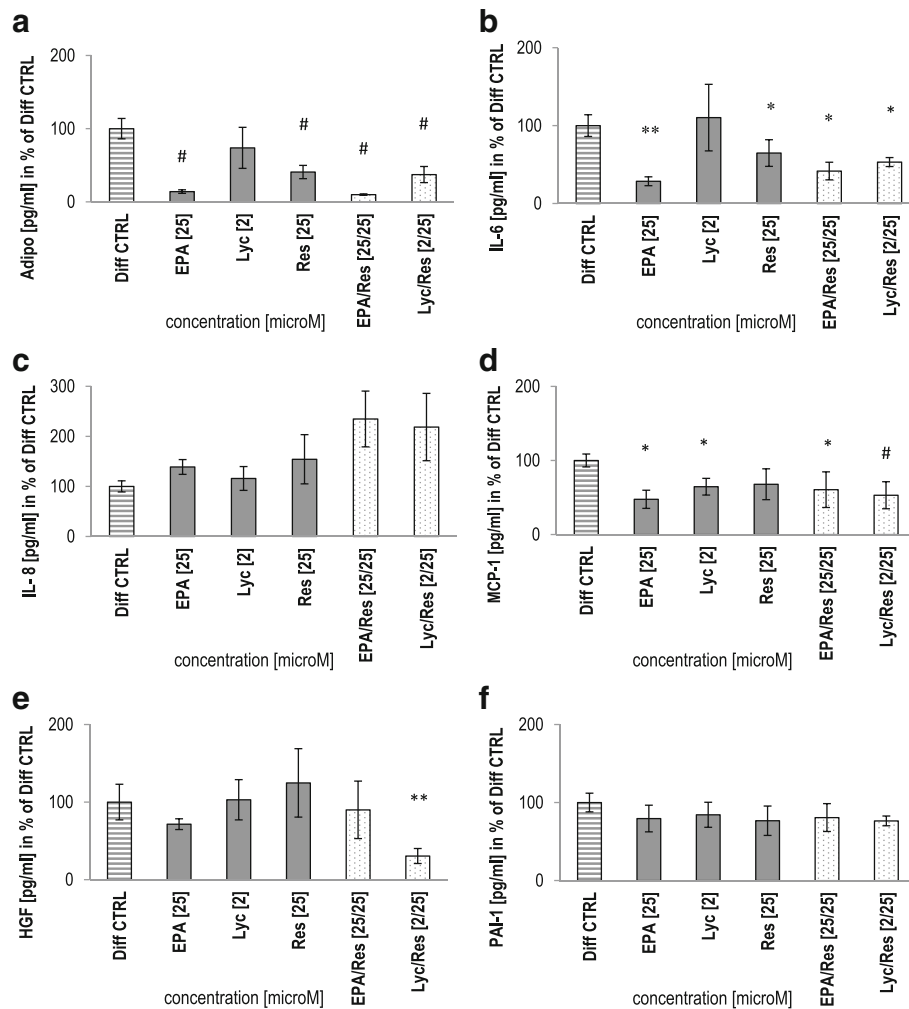 a
Adipo [pg/ml] in % of Diff CTRL
200
100
0
#
#
#
#
Diff CTRL
EPA [25]
Lyc [2]
Res [25]
EPA/Res [25/25]
Lyc/Res [2/25]
concentration [microM]
b
IL-6 [pg/ml] in % of Diff CTRL
200
100
0
**
*
*
*
Diff CTRL
EPA [25]
Lyc [2]
Res [25]
EPA/Res [25/25]
Lyc/Res [2/25]
concentration [microM]
c
IL- 8 [pg/ml] in % of Diff CTRL
300
200
100
0
Diff CTRL
EPA [25]
Lyc [2]
Res [25]
EPA/Res [25/25]
Lyc/Res [2/25]
concentration [microM]
d
MCP-1 [pg/ml] in % of Diff CTRL
200
100
0
*
*
*
#
Diff CTRL
EPA [25]
Lyc [2]
Res [25]
EPA/Res [25/25]
Lyc/Res [2/25]
concentration [microM]
e
HGF [pg/ml] in % of Diff CTRL
200
100
0
**
Diff CTRL
EPA [25]
Lyc [2]
Res [25]
EPA/Res [25/25]
Lyc/Res [2/25]
concentration [microM]
f
PAI-1 [pg/ml] in % of Diff CTRL
200
100
0
Diff CTRL
EPA [25]
Lyc [2]
Res [25]
EPA/Res [25/25]
Lyc/Res [2/25]
concentration [microM]